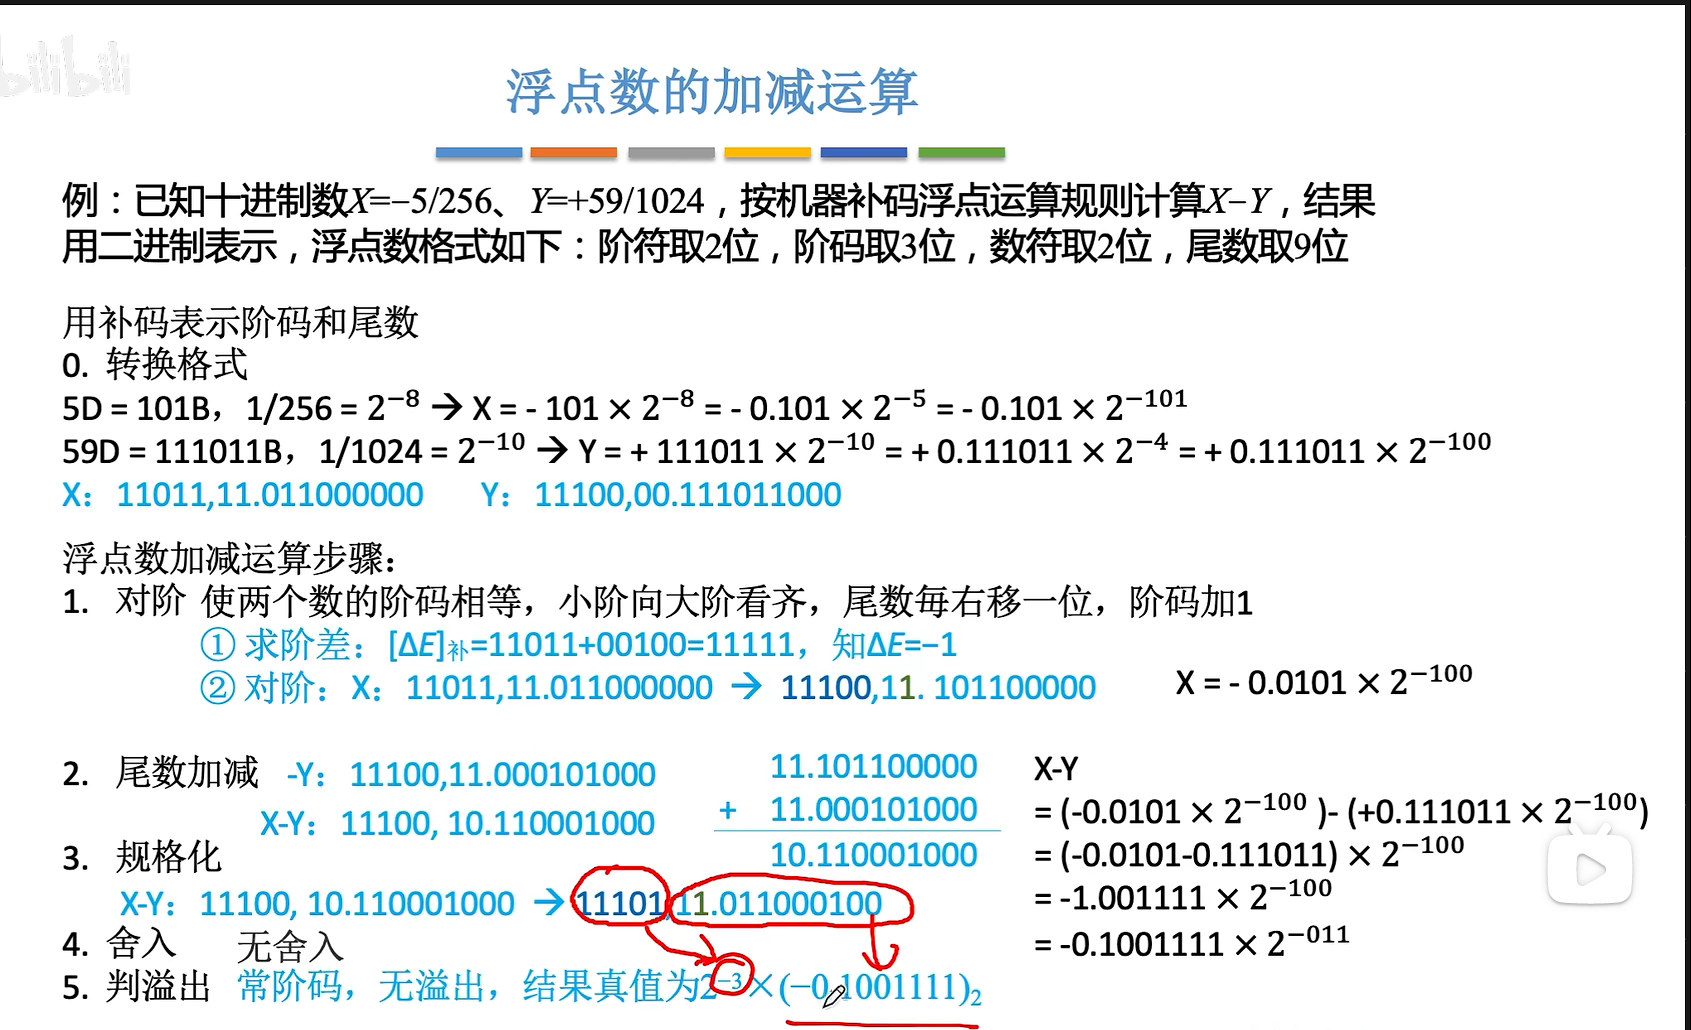 bilibili
浮点数的加减运算
例：已知十进制数X=−5/256、Y=+59/1024，按机器补码浮点运算规则计算X−Y，结果
用二进制表示，浮点数格式如下：阶符取2位，阶码取3位，数符取2位，尾数取9位
用补码表示阶码和尾数
0. 转换格式
5D = 101B，1/256 = 2⁻⁸ → X = - 101 × 2⁻⁸ = - 0.101 × 2⁻⁵ = - 0.101 × 2⁻¹⁰¹
59D = 111011B，1/1024 = 2⁻¹⁰ → Y = + 111011 × 2⁻¹⁰ = + 0.111011 × 2⁻⁴ = + 0.111011 × 2⁻¹⁰⁰
X：11011,11.011000000 Y：11100,00.111011000
浮点数加减运算步骤：
1. 对阶 使两个数的阶码相等，小阶向大阶看齐，尾数每右移一位，阶码加1
① 求阶差：[ΔE]补=11011+00100=11111，知ΔE=−1
② 对阶：X：11011,11.011000000 → 11100,11. 101100000 X = - 0.0101 × 2⁻¹⁰⁰
2. 尾数加减 -Y：11100,11.000101000
X-Y：11100, 10.110001000
11.101100000
+ 11.000101000
10.110001000
X-Y
= (-0.0101 × 2⁻¹⁰⁰ )- (+0.111011 × 2⁻¹⁰⁰)
= (-0.0101-0.111011) × 2⁻¹⁰⁰
= -1.001111 × 2⁻¹⁰⁰
= -0.1001111 × 2⁻⁰¹¹
3. 规格化
X-Y：11100, 10.110001000 → 11101,11.011000100
4. 舍入 无舍入
5. 判溢出 常阶码，无溢出，结果真值为2⁻³×(−0.1001111)₂